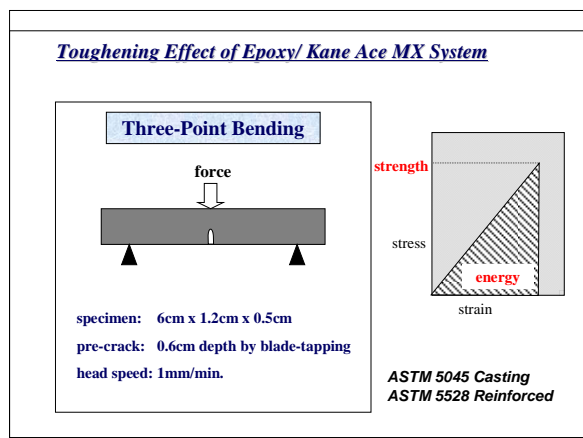 Toughening Effect of Epoxy/ Kane Ace MX System
Three-Point Bending
force
strength
stress
energy
strain
specimen: 6cm x 1.2cm x 0.5cm
pre-crack: 0.6cm depth by blade-tapping
head speed: 1mm/min.
ASTM 5045 Casting
ASTM 5528 Reinforced